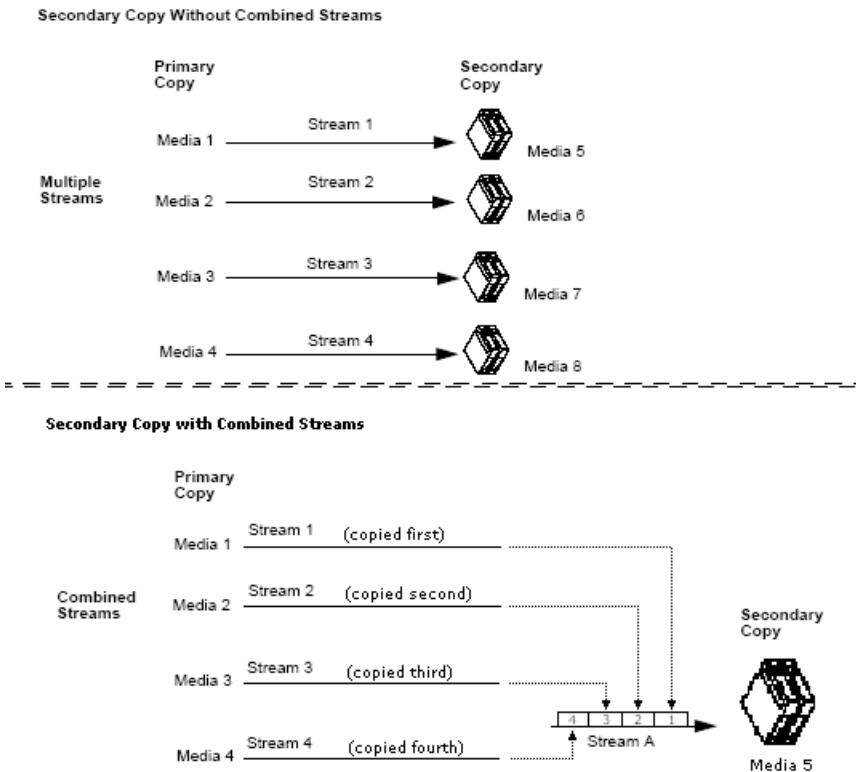 Secondary Copy Without Combined Streams
Primary
Copy
Secondary
Copy
Media 1
Stream 1
Media 5
Multiple
Streams
Media 2
Stream 2
Media 6
Media 3
Stream 3
Media 7
Media 4
Stream 4
Media 8
Secondary Copy with Combined Streams
Primary
Copy
Media 1
Stream 1
(copied first)
Combined
Streams
Media 2
Stream 2
(copied second)
Secondary
Copy
Media 3
Stream 3
(copied third)
4 3 2 1
Stream A
Media 4
Stream 4
(copied fourth)
Media 5